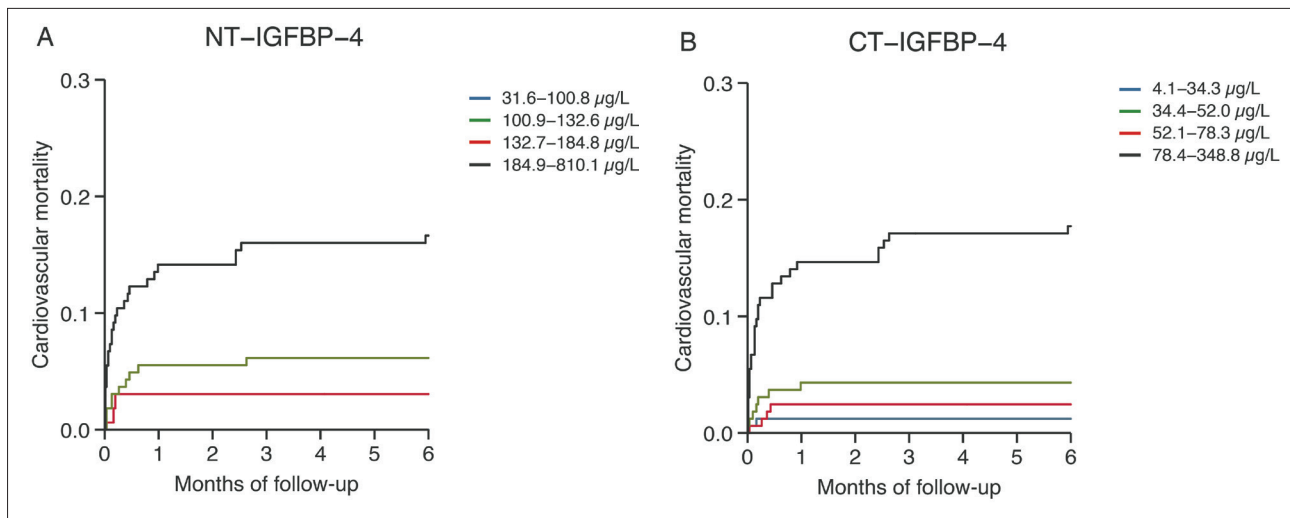 A
NT–IGFBP–4
0.3
0.2
0.1
0.0
Cardiovascular mortality
0 1 2 3 4 5 6
Months of follow-up
31.6–100.8 µg/L
100.9–132.6 µg/L
132.7–184.8 µg/L
184.9–810.1 µg/L
B
CT–IGFBP–4
0.3
0.2
0.1
0.0
Cardiovascular mortality
0 1 2 3 4 5 6
Months of follow-up
4.1–34.3 µg/L
34.4–52.0 µg/L
52.1–78.3 µg/L
78.4–348.8 µg/L